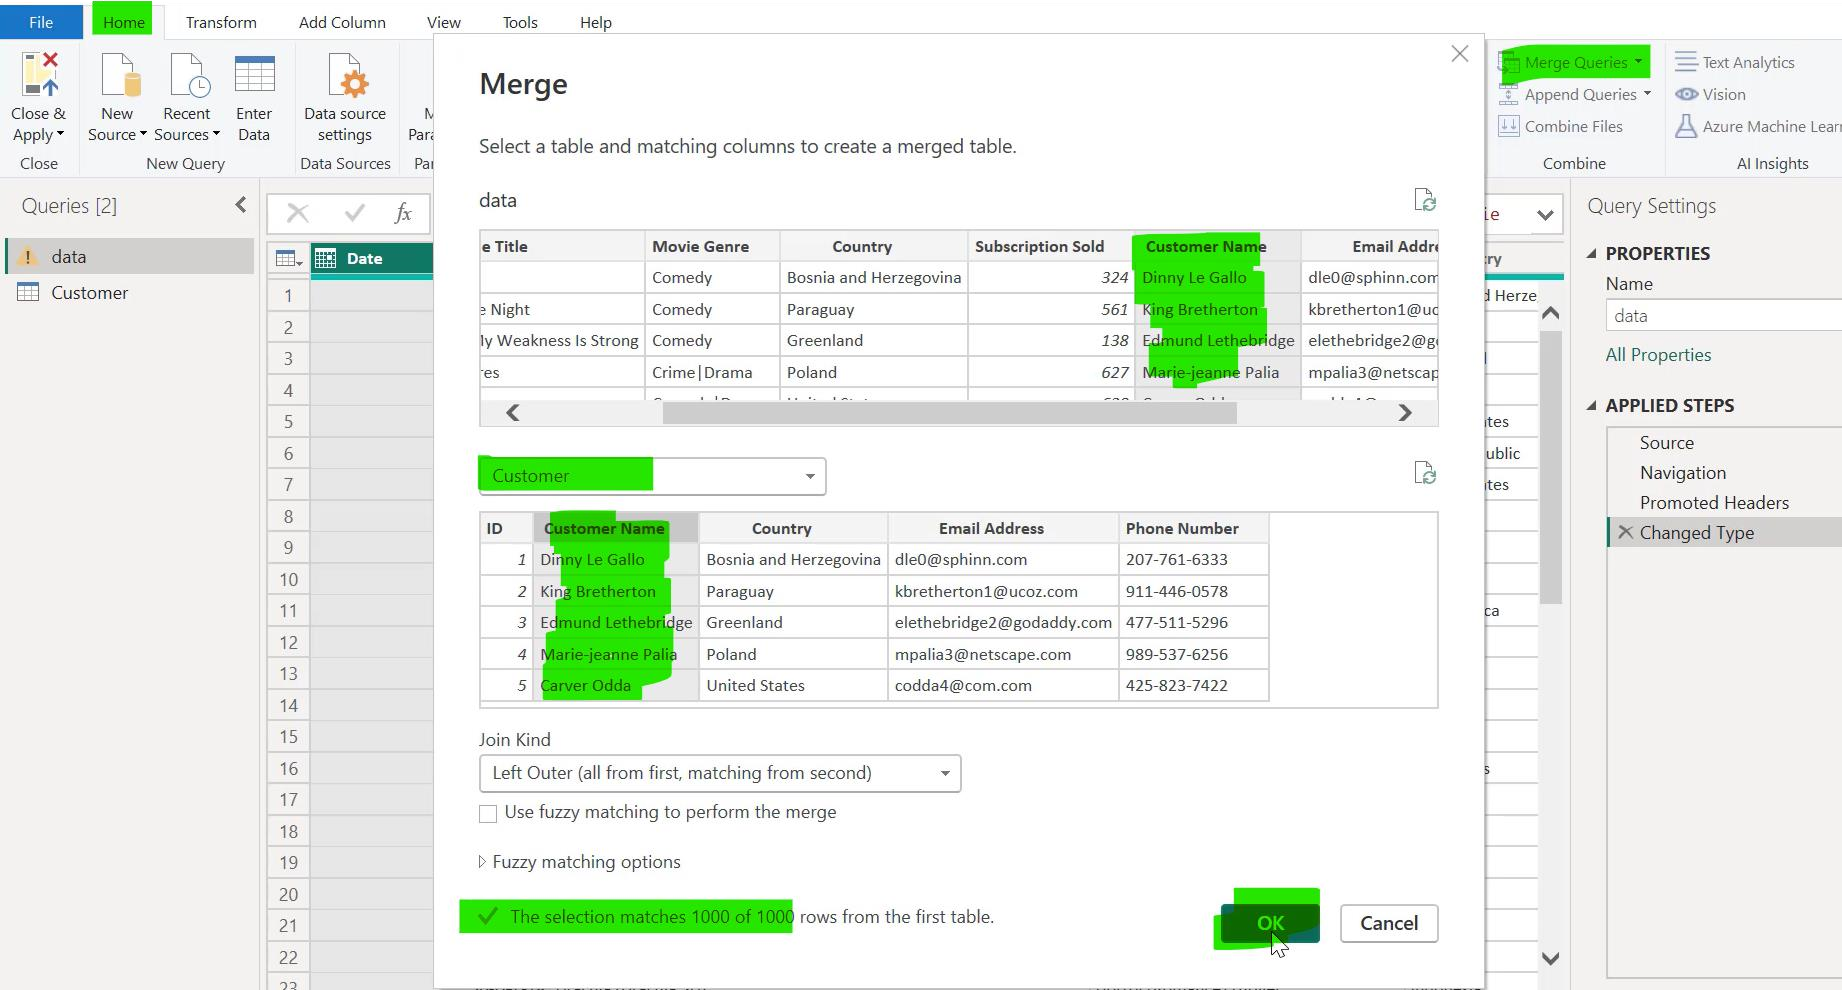 File Home Transform Add Column View Tools Help
Close & Apply
New Source
Recent Sources
Enter Data
Data source settings
Close
New Query
Data Sources
Merge Queries
Append Queries
Combine Files
Combine
Text Analytics
Vision
AI Insights
Queries [2]
data
Customer
fx
Date
1
2
3
4
5
6
7
8
9
10
11
12
13
14
15
16
17
18
19
20
21
22
23
Merge
Select a table and matching columns to create a merged table.
data
e Title Movie Genre Country Subscription Sold Customer Name Email Addre
Comedy Bosnia and Herzegovina 324 Dinny Le Gallo dle0@sphinn.com
e Night Comedy Paraguay 561 King Bretherton kbretherton1@uc
My Weakness Is Strong Comedy Greenland 138 Edmund Lethebridge elethebridge2@g
res Crime|Drama Poland 627 Marie-jeanne Palia mpalia3@netscap
Customer
ID Customer Name Country Email Address Phone Number
1 Dinny Le Gallo Bosnia and Herzegovina dle0@sphinn.com 207-761-6333
2 King Bretherton Paraguay kbretherton1@ucoz.com 911-446-0578
3 Edmund Lethebridge Greenland elethebridge2@godaddy.com 477-511-5296
4 Marie-jeanne Palia Poland mpalia3@netscape.com 989-537-6256
5 Carver Odda United States codda4@com.com 425-823-7422
Join Kind
Left Outer (all from first, matching from second)
Use fuzzy matching to perform the merge
Fuzzy matching options
The selection matches 1000 of 1000 rows from the first table.
OK Cancel
Query Settings
PROPERTIES
Name
data
All Properties
APPLIED STEPS
Source
Navigation
Promoted Headers
Changed Type